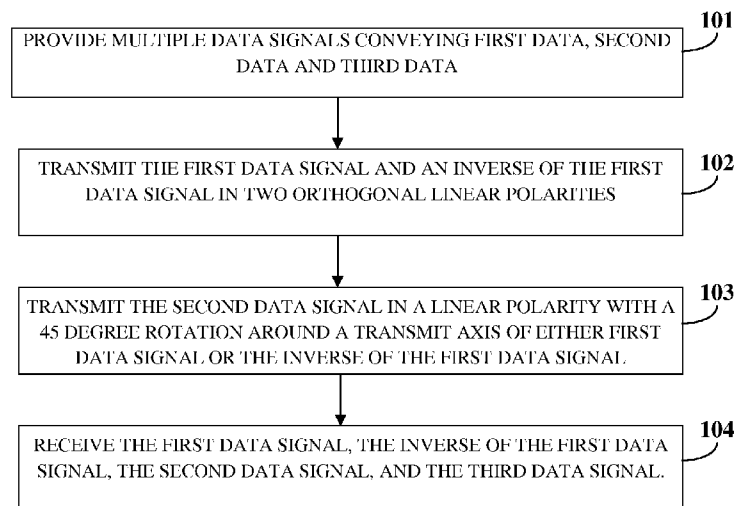 101
PROVIDE MULTIPLE DATA SIGNALS CONVEYING FIRST DATA, SECOND
DATA AND THIRD DATA
102
TRANSMIT THE FIRST DATA SIGNAL AND AN INVERSE OF THE FIRST
DATA SIGNAL IN TWO ORTHOGONAL LINEAR POLARITIES
103
TRANSMIT THE SECOND DATA SIGNAL IN A LINEAR POLARITY WITH A
45 DEGREE ROTATION AROUND A TRANSMIT AXIS OF EITHER FIRST
DATA SIGNAL OR THE INVERSE OF THE FIRST DATA SIGNAL
104
RECEIVE THE FIRST DATA SIGNAL, THE INVERSE OF THE FIRST DATA
SIGNAL, THE SECOND DATA SIGNAL, AND THE THIRD DATA SIGNAL.